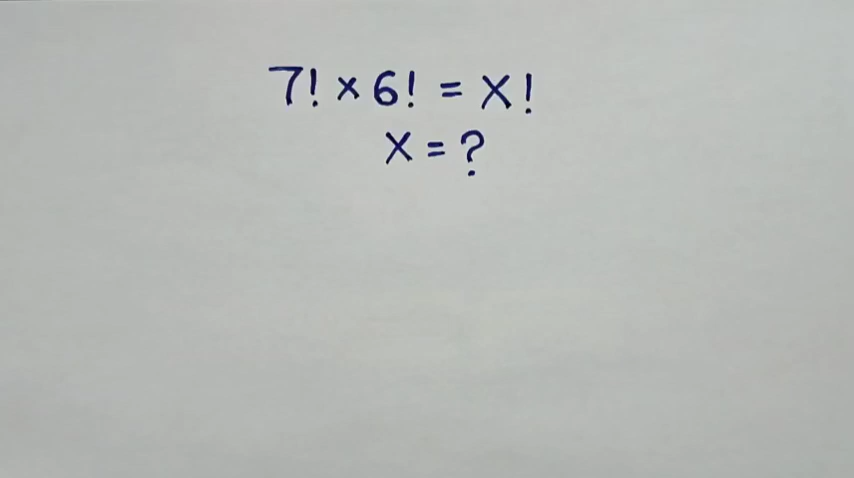 7! × 6! = x!
x = ?